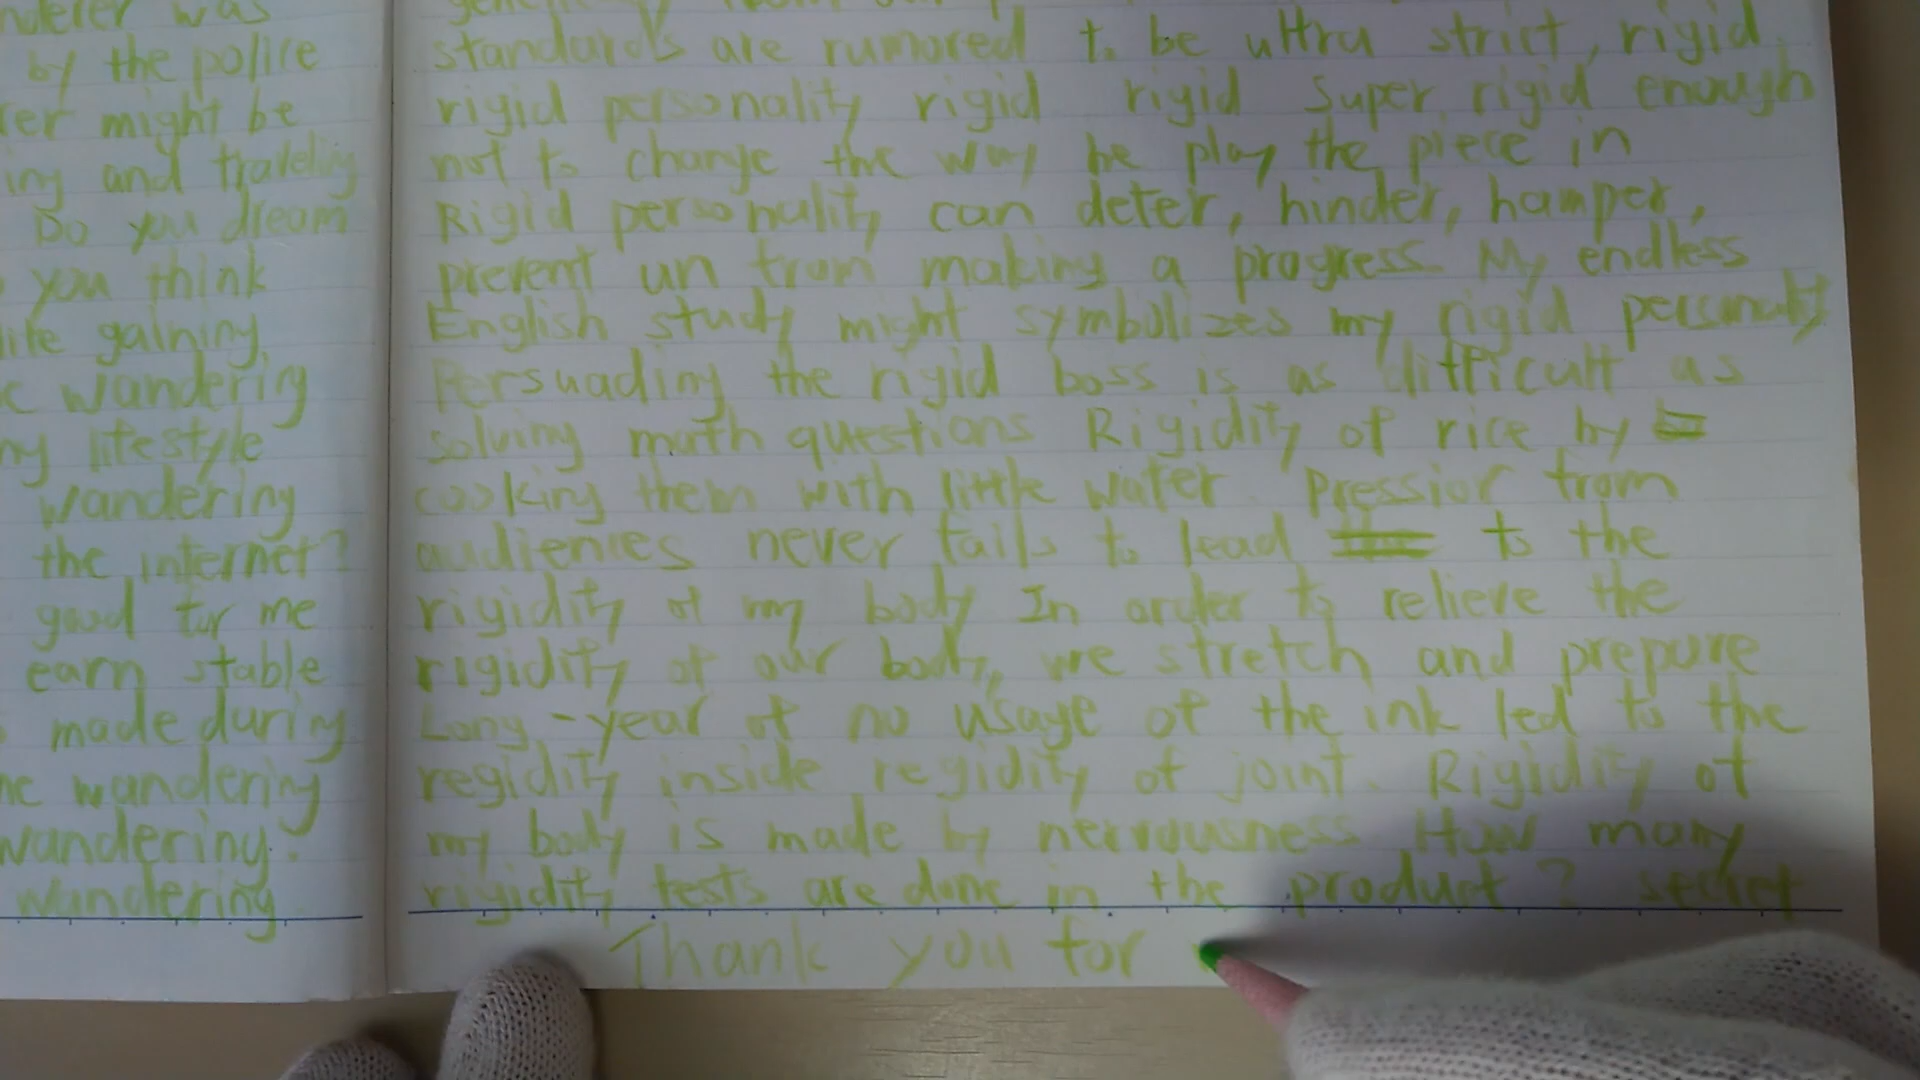 nderer was
by the police
er might be
ing and traveling
Do you dream
you think
life gaining
wandering
my lifestyle
wandering
the internet?
good for me
earn stable
made during
wandering
wandering.
wandering.
standards are rumored to be ultra strict, rigid
rigid personality rigid rigid super rigid enough
not to change the way he play the piece in
Rigid personality can deter, hinder, hamper,
prevent un from making a progress. My endless
English study might symbolizes my rigid personality
Persuading the rigid boss is as difficult as
solving math questions Rigidity of rice by
cooking them with little water. Pressior from
audiences never fails to lead to the
rigidity of my body In order to relieve the
rigidity of our body, we stretch and prepare
Long-year of no usage of the ink led to the
regidity inside regidity of joint. Rigidity of
my body is made by nervousness How many
rigidity tests are done in the product? secret
Thank you for